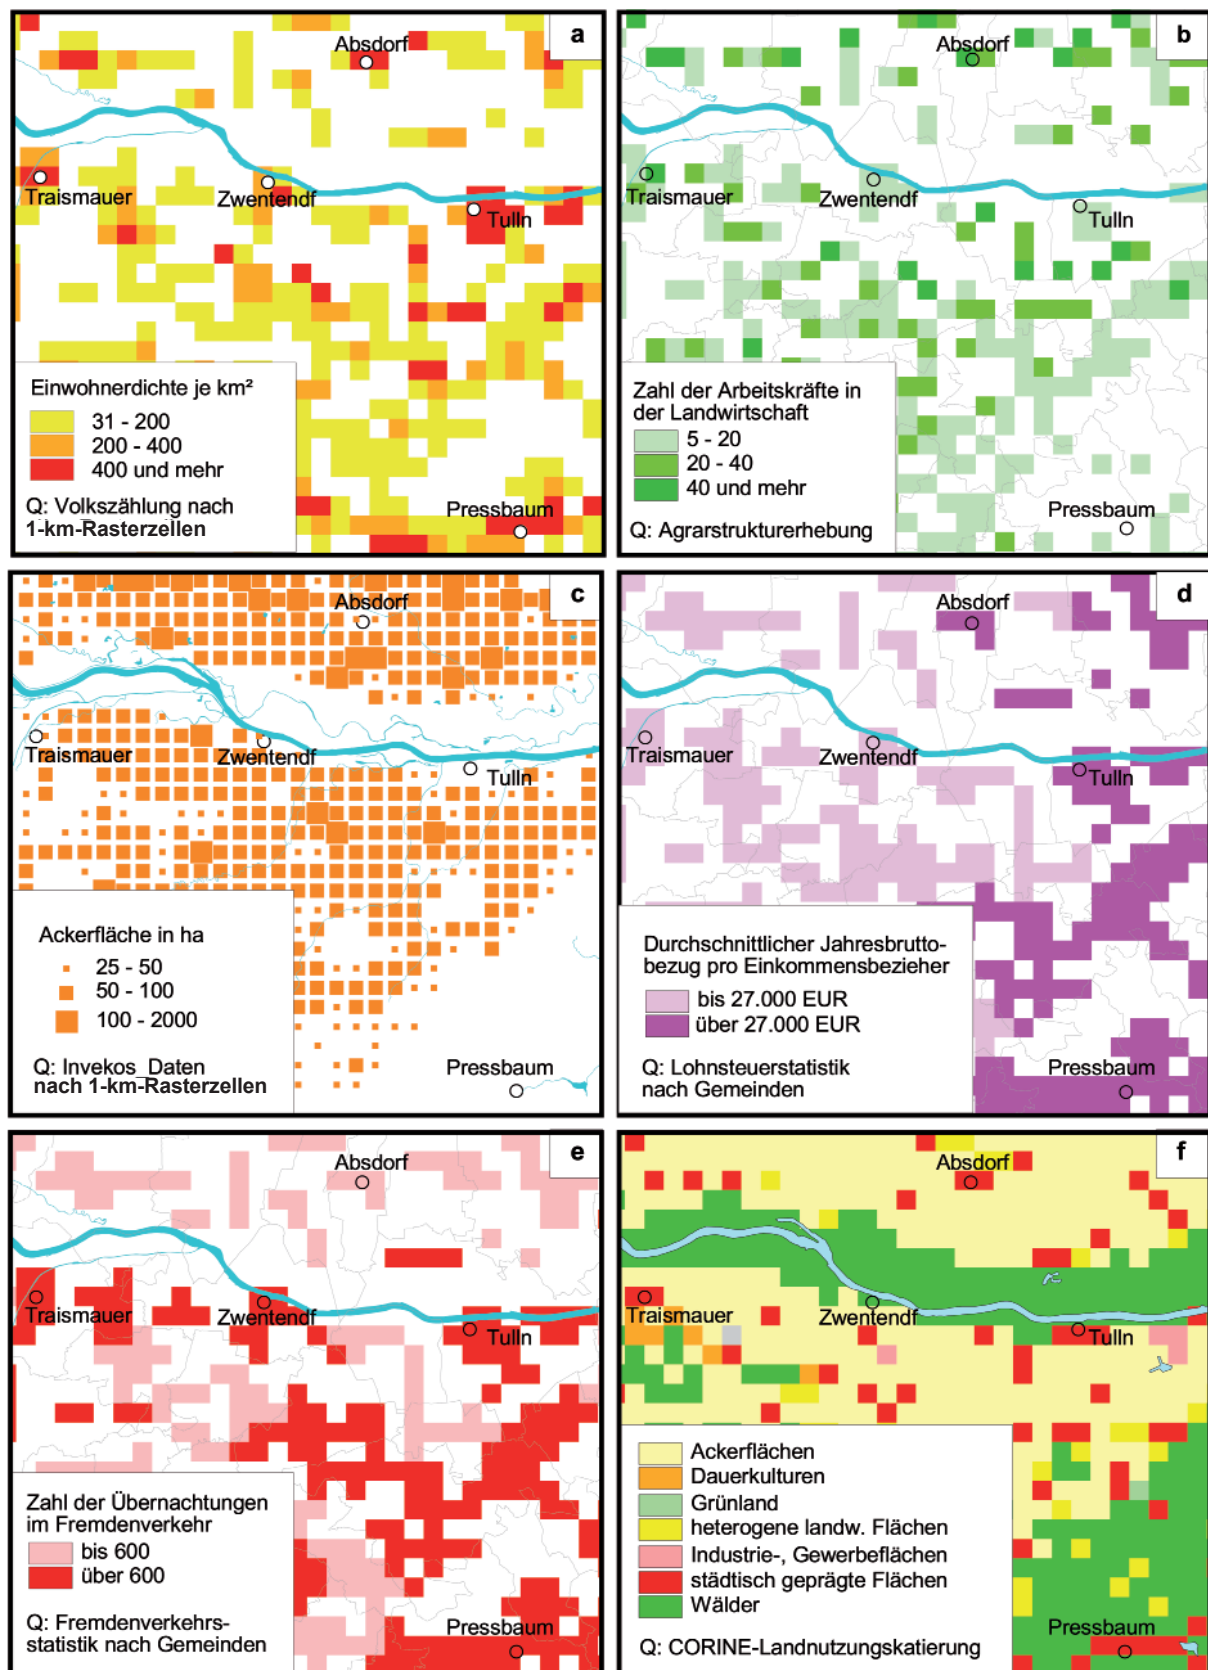 a
Absdorf
Traismauer
Zwentendf
Tulln
Einwohnerdichte je km²
31 - 200
200 - 400
400 und mehr
Q: Volkszählung nach
1-km-Rasterzellen
Pressbaum
b
Absdorf
Traismauer
Zwentendf
Tulln
Zahl der Arbeitskräfte in
der Landwirtschaft
5 - 20
20 - 40
40 und mehr
Q: Agrarstrukturerhebung
Pressbaum
c
Absdorf
Traismauer
Zwentendf
Tulln
Ackerfläche in ha
25 - 50
50 - 100
100 - 2000
Q: Invekos_Daten
nach 1-km-Rasterzellen
Pressbaum
d
Absdorf
Traismauer
Zwentendf
Tulln
Durchschnittlicher Jahresbrutto-
bezug pro Einkommensbezieher
bis 27.000 EUR
über 27.000 EUR
Q: Lohnsteuerstatistik
nach Gemeinden
Pressbaum
e
Absdorf
Traismauer
Zwentendf
Tulln
Zahl der Übernachtungen
im Fremdenverkehr
bis 600
über 600
Q: Fremdenverkehrs-
statistik nach Gemeinden
Pressbaum
f
Absdorf
Traismauer
Zwentendf
Tulln
Ackerflächen
Dauerkulturen
Grünland
heterogene landw. Flächen
Industrie-, Gewerbeflächen
städtisch geprägte Flächen
Wälder
Q: CORINE-Landnutzungskatierung
Pressbaum